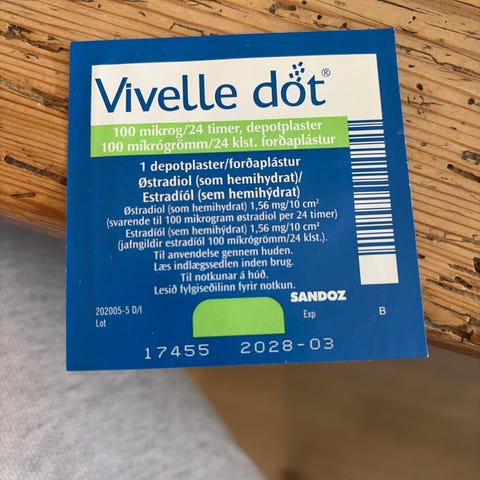 Vivelle dot®
100 mikrog/24 timer, depotplaster
100 míkrógrömm/24 klst. forðaplástur
1 depotplaster/forðaplástur
Østradiol (som hemihydrat)/
Estradíól (sem hemihýdrat)
Østradiol (som hemihydrat) 1,56 mg/10 cm²
(svarende til 100 mikrogram østradiol per 24 timer)
Estradíól (sem hemihýdrat) 1,56 mg/10 cm²
(jafngildir estradíól 100 míkrógrömm/24 klst.).
Til anvendelse gennem huden.
Læs indlægssedlen inden brug.
Til notkunar á húð.
Lesið fylgiseðilinn fyrir notkun.
SANDOZ
202005-5 D/I
Lot
Exp
B
17455 2028-03